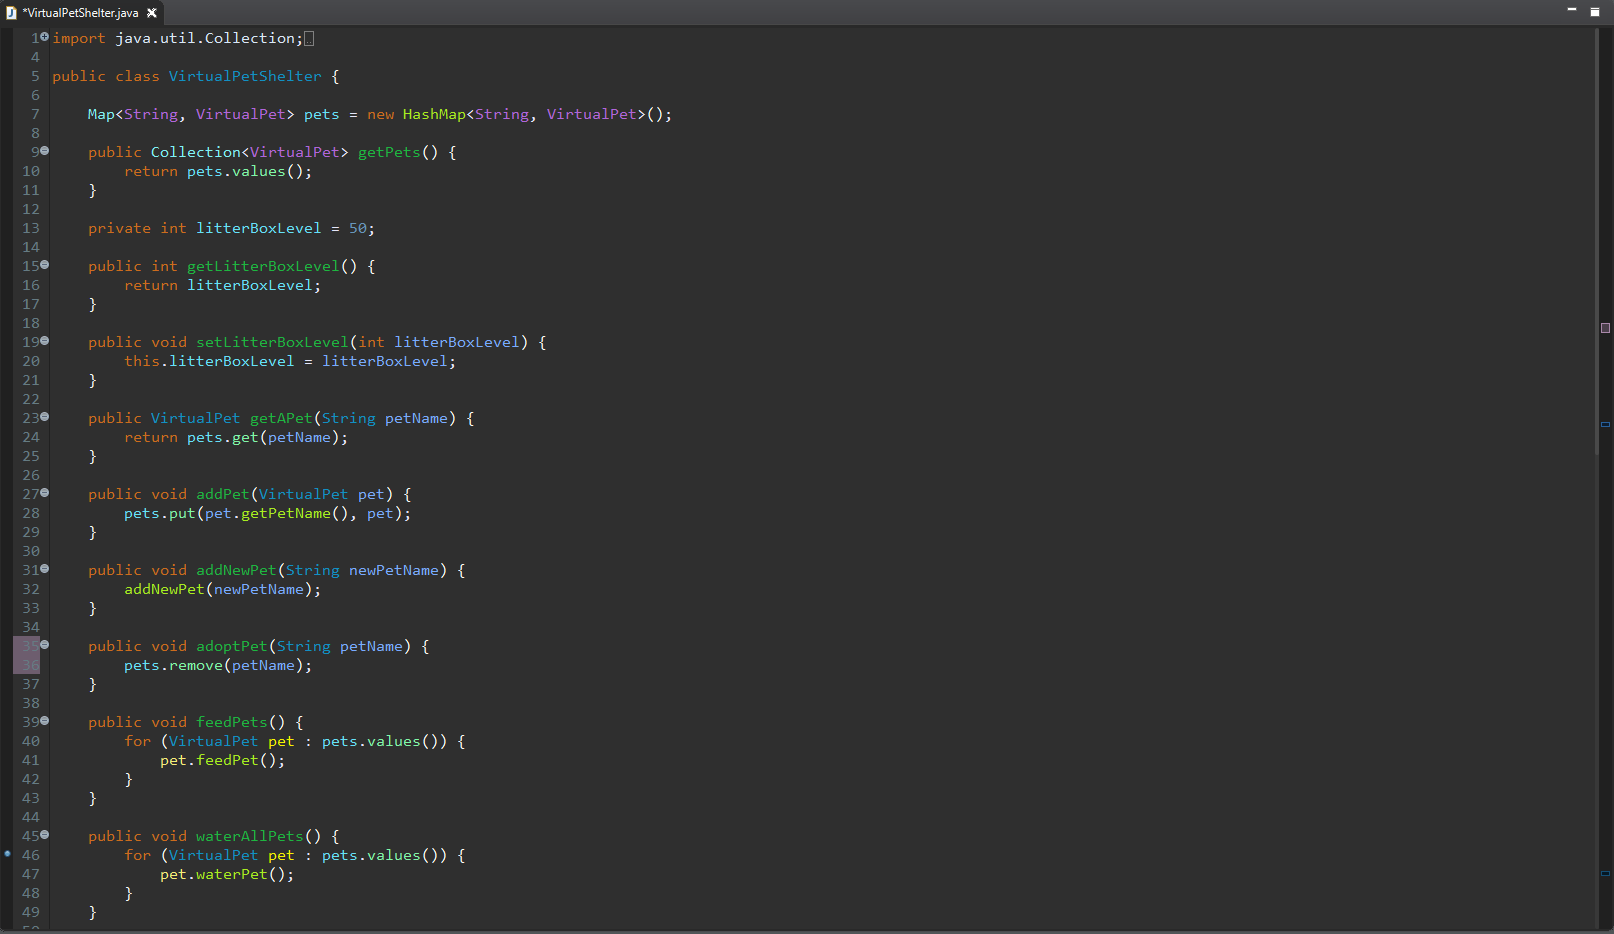 *VirtualPetShelter.java
1 import java.util.Collection;
4
5 public class VirtualPetShelter {
6
7     Map<String, VirtualPet> pets = new HashMap<String, VirtualPet>();
8
9     public Collection<VirtualPet> getPets() {
10         return pets.values();
11     }
12
13     private int litterBoxLevel = 50;
14
15     public int getLitterBoxLevel() {
16         return litterBoxLevel;
17     }
18
19     public void setLitterBoxLevel(int litterBoxLevel) {
20         this.litterBoxLevel = litterBoxLevel;
21     }
22
23     public VirtualPet getAPet(String petName) {
24         return pets.get(petName);
25     }
26
27     public void addPet(VirtualPet pet) {
28         pets.put(pet.getPetName(), pet);
29     }
30
31     public void addNewPet(String newPetName) {
32         addNewPet(newPetName);
33     }
34
35     public void adoptPet(String petName) {
36         pets.remove(petName);
37     }
38
39     public void feedPets() {
40         for (VirtualPet pet : pets.values()) {
41             pet.feedPet();
42         }
43     }
44
45     public void waterAllPets() {
46         for (VirtualPet pet : pets.values()) {
47             pet.waterPet();
48         }
49     }